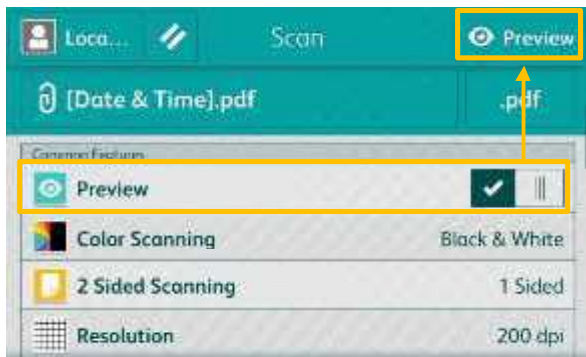 Loca...
Scan
Preview
[Date & Time].pdf
.pdf
Common Features
Preview
Color Scanning
Black & White
2 Sided Scanning
1 Sided
Resolution
200 dpi